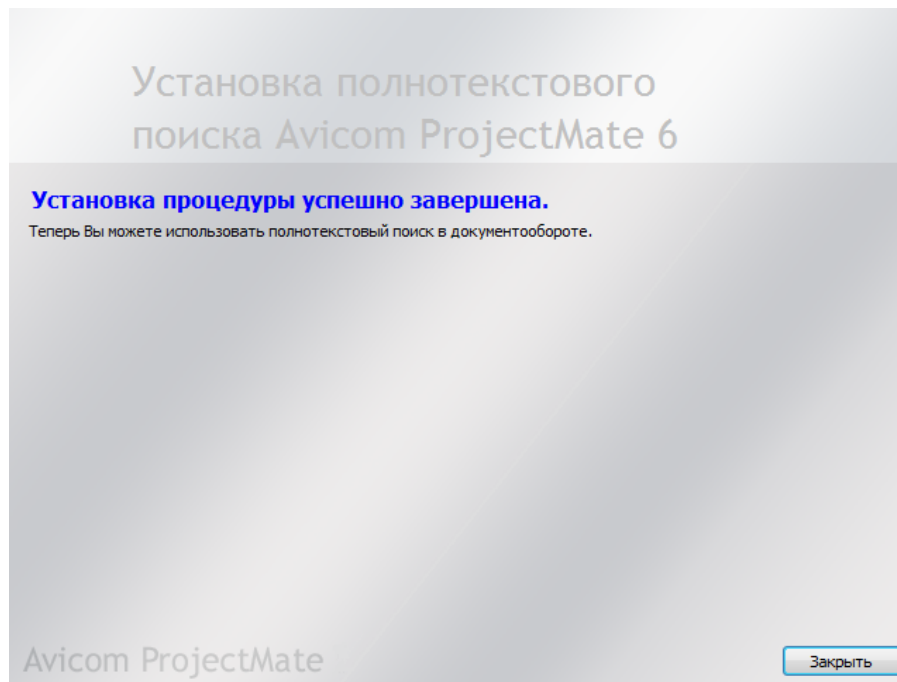 Установка полнотекстового
поиска Avicom ProjectMate 6
Установка процедуры успешно завершена.
Теперь Вы можете использовать полнотекстовый поиск в документообороте.
Avicom ProjectMate
Закрыть